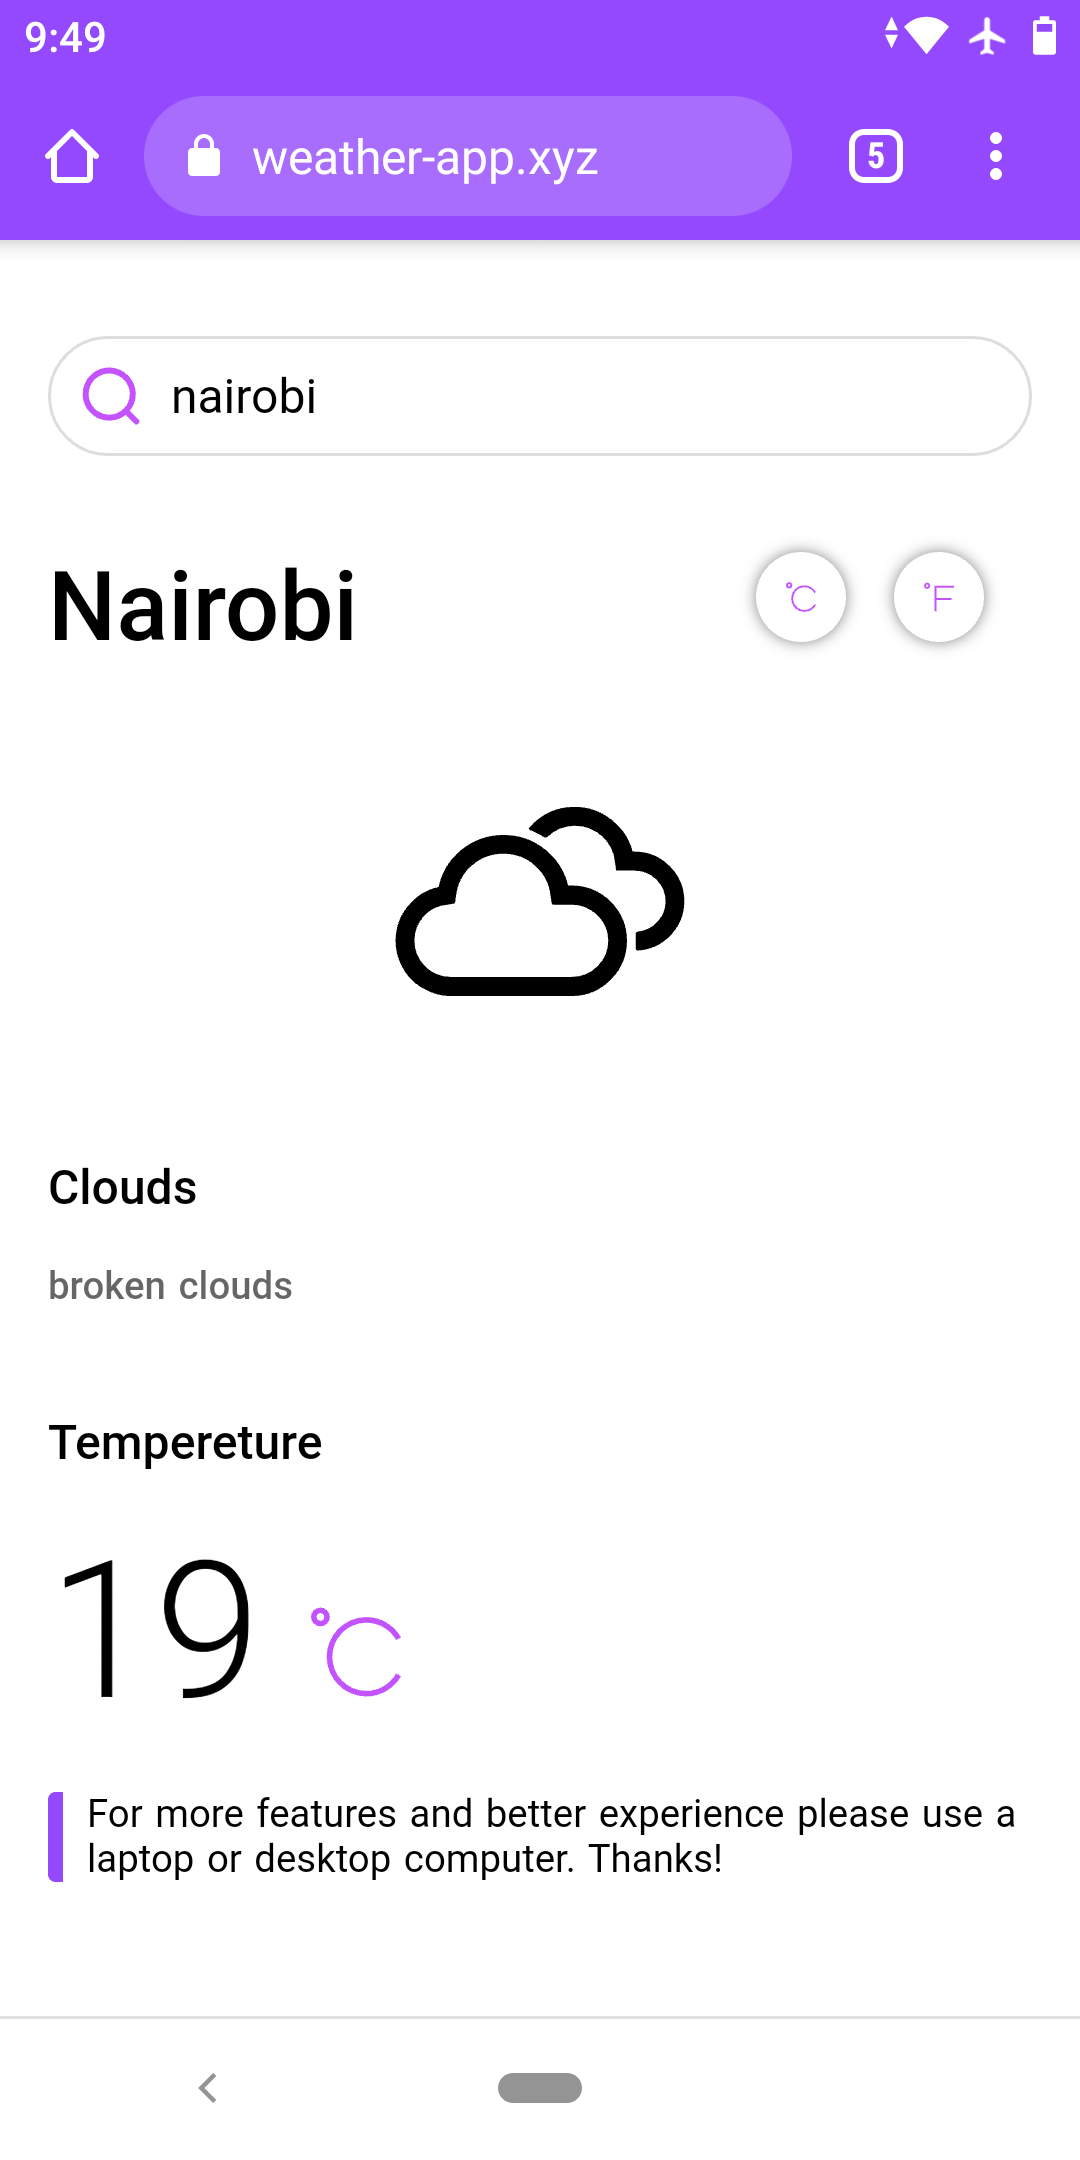 9:49
weather-app.xyz
5
nairobi
Nairobi
°C
°F
Clouds
broken clouds
Tempereture
19 °C
For more features and better experience please use a
laptop or desktop computer. Thanks!